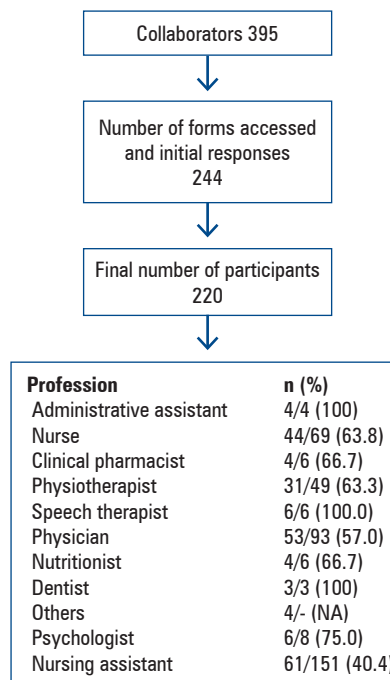 Collaborators 395
Number of forms accessed
and initial responses
244
Final number of participants
220
Profession n (%)
Administrative assistant 4/4 (100)
Nurse 44/69 (63.8)
Clinical pharmacist 4/6 (66.7)
Physiotherapist 31/49 (63.3)
Speech therapist 6/6 (100.0)
Physician 53/93 (57.0)
Nutritionist 4/6 (66.7)
Dentist 3/3 (100)
Others 4/- (NA)
Psychologist 6/8 (75.0)
Nursing assistant 61/151 (40.4)